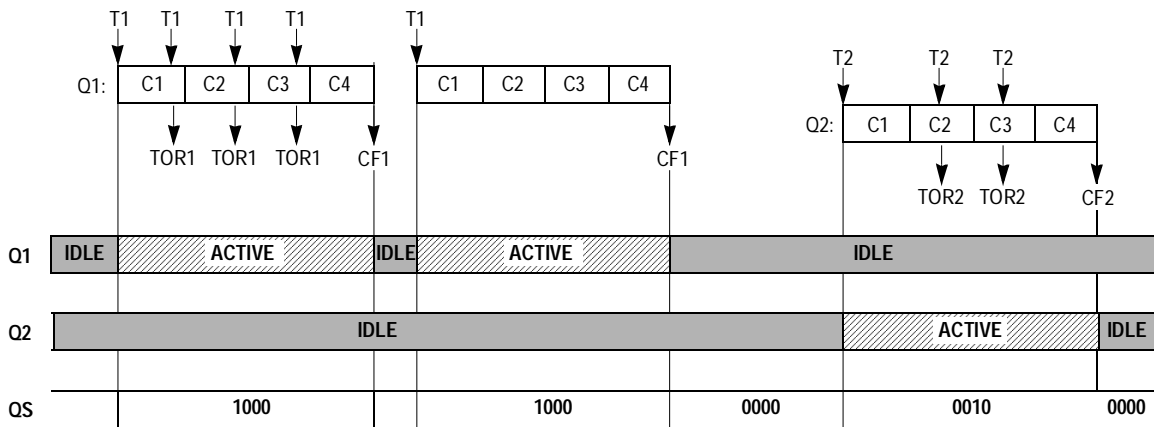 T1 T1 T1 T1 T1
T2 T2 T2
Q1: C1 C2 C3 C4 C1 C2 C3 C4
Q2: C1 C2 C3 C4
TOR1 TOR1 TOR1 CF1 CF1
TOR2 TOR2 CF2
Q1 IDLE ACTIVE IDLE ACTIVE IDLE
Q2 IDLE ACTIVE IDLE
QS 1000 1000 0000 0010 0000